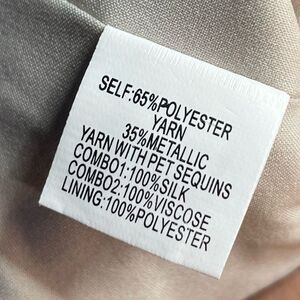 SELF:65%POLYESTER
YARN
35%METALLIC
YARN WITH PET SEQUINS
COMBO1:100%SILK
COMBO2:100%VISCOSE
LINING:100%POLYESTER